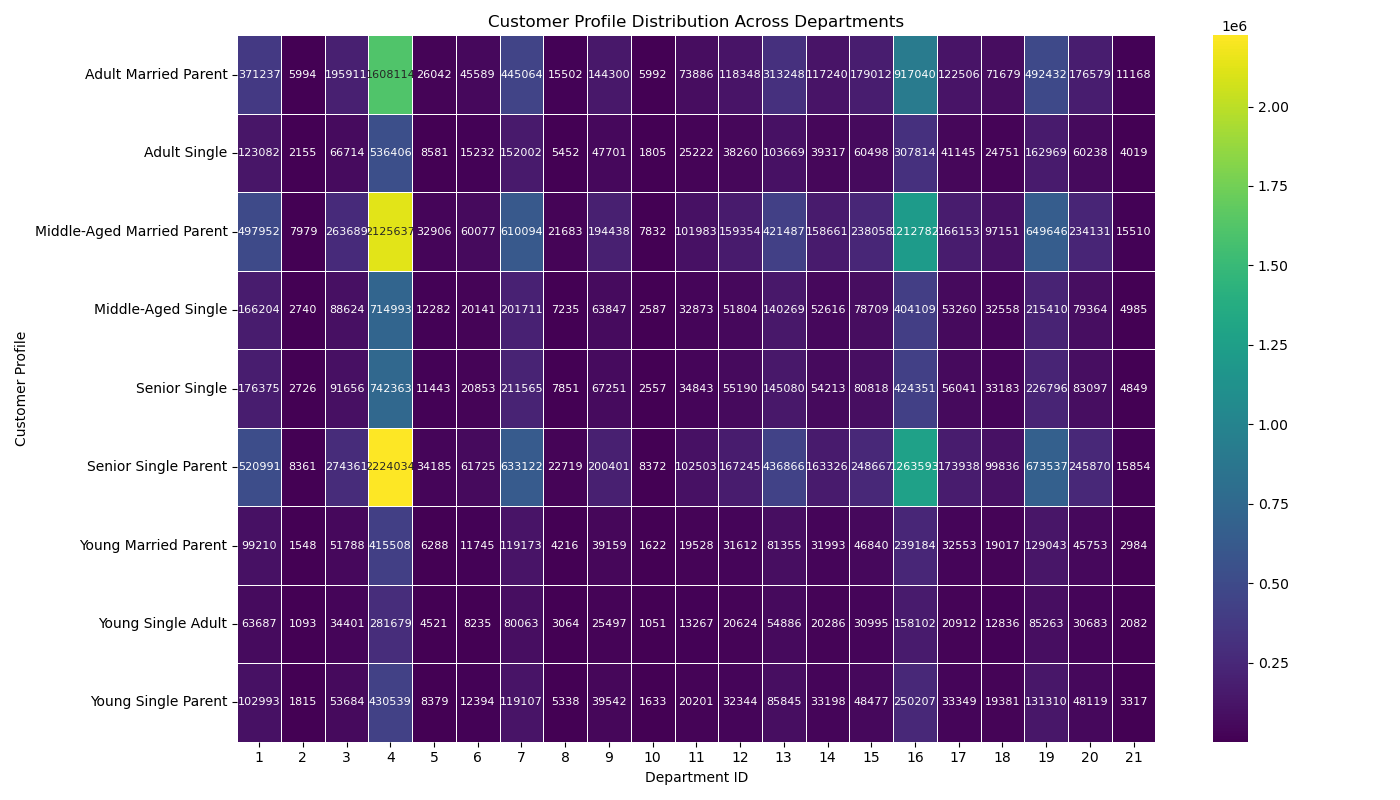 Customer Profile Distribution Across Departments
1e6
Adult Married Parent 371237 5994 195911 1608114 26042 45589 445064 15502 144300 5992 73886 118348 313248 117240 179012 917040 122506 71679 492432 176579 11168
2.00
Adult Single 123082 2155 66714 536406 8581 15232 152002 5452 47701 1805 25222 38260 103669 39317 60498 307814 41145 24751 162969 60238 4019
1.75
Middle-Aged Married Parent 497952 7979 263689 2125637 32906 60077 610094 21683 194438 7832 101983 159354 421487 158661 238058 1212782 166153 97151 649646 234131 15510
1.50
Middle-Aged Single 166204 2740 88624 714993 12282 20141 201711 7235 63847 2587 32873 51804 140269 52616 78709 404109 53260 32558 215410 79364 4985
1.25
Customer Profile
Senior Single 176375 2726 91656 742363 11443 20853 211565 7851 67251 2557 34843 55190 145080 54213 80818 424351 56041 33183 226796 83097 4849
1.00
Senior Single Parent 520991 8361 274361 2224034 34185 61725 633122 22719 200401 8372 102503 167245 436866 163326 248667 1263593 173938 99836 673537 245870 15854
0.75
Young Married Parent 99210 1548 51788 415508 6288 11745 119173 4216 39159 1622 19528 31612 81355 31993 46840 239184 32553 19017 129043 45753 2984
0.50
Young Single Adult 63687 1093 34401 281679 4521 8235 80063 3064 25497 1051 13267 20624 54886 20286 30995 158102 20912 12836 85263 30683 2082
0.25
Young Single Parent 102993 1815 53684 430539 8379 12394 119107 5338 39542 1633 20201 32344 85845 33198 48477 250207 33349 19381 131310 48119 3317
1 2 3 4 5 6 7 8 9 10 11 12 13 14 15 16 17 18 19 20 21
Department ID